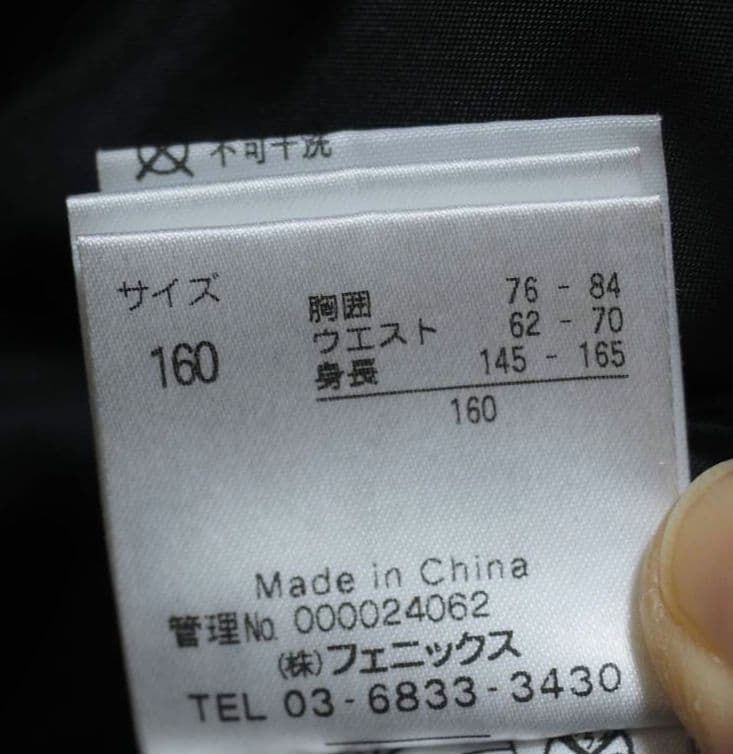 不可干洗
サイズ
160
胸囲 76 - 84
ウエスト 62 - 70
身長 145 - 165
160
Made in China
管理No. 000024062
(株)フェニックス
TEL 03-6833-3430